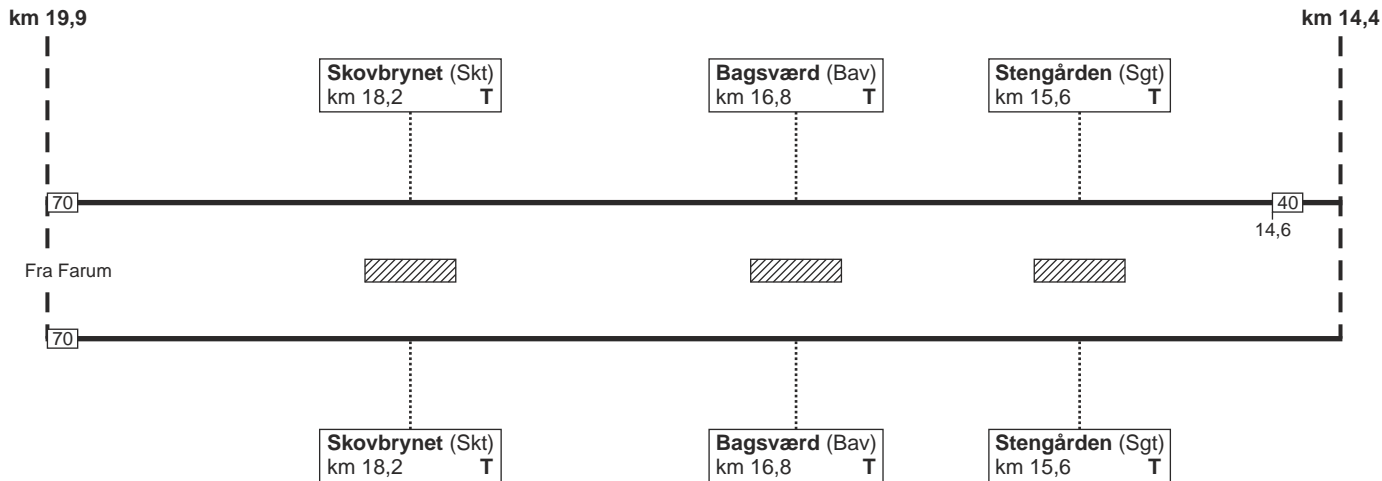 km 19,9
km 14,4
Skovbrynet (Skt)
km 18,2 T
Bagsværd (Bav)
km 16,8 T
Stengården (Sgt)
km 15,6 T
70
40
14,6
Fra Farum
70
Skovbrynet (Skt)
km 18,2 T
Bagsværd (Bav)
km 16,8 T
Stengården (Sgt)
km 15,6 T